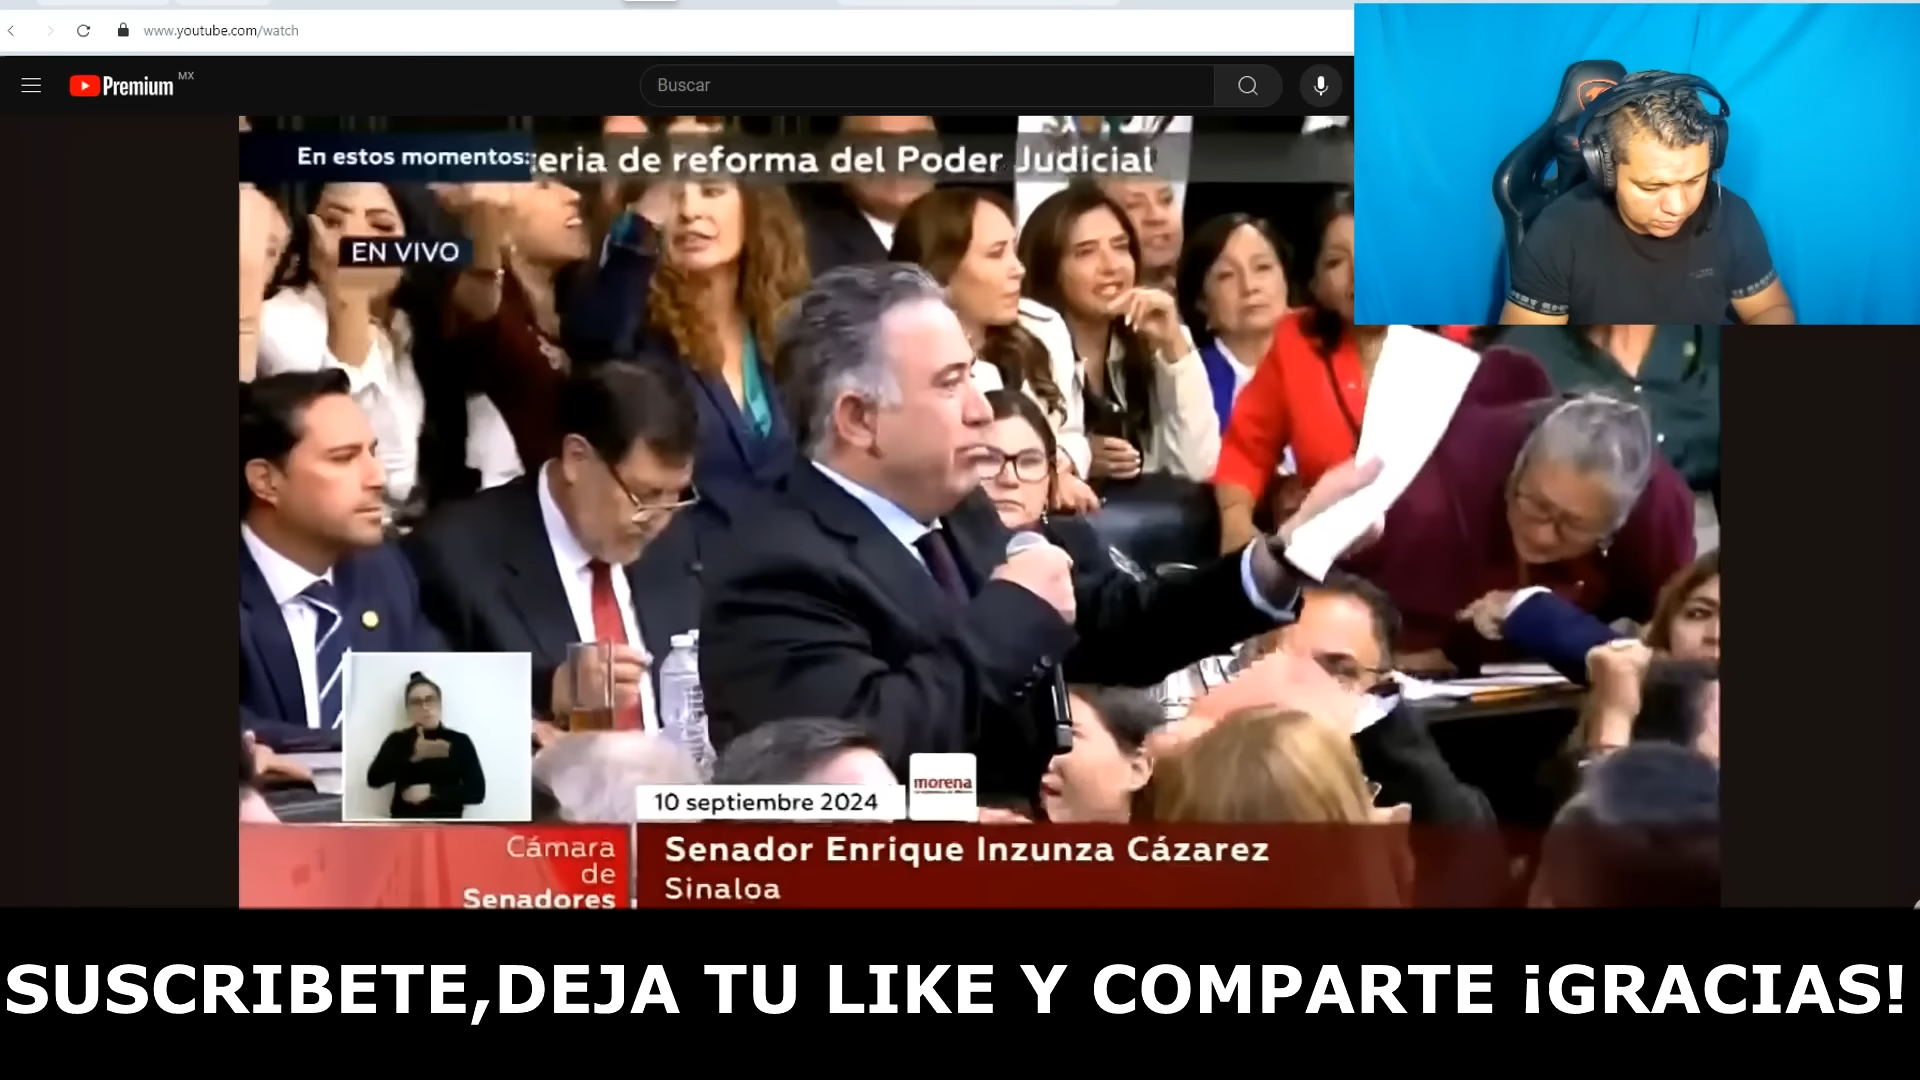 www.youtube.com/watch
Premium MX
Buscar
En estos momentos: eria de reforma del Poder Judicial
EN VIVO
10 septiembre 2024
morena
Cámara
de
Senadores
Senador Enrique Inzunza Cázarez
Sinaloa
SUSCRIBETE,DEJA TU LIKE Y COMPARTE ¡GRACIAS!